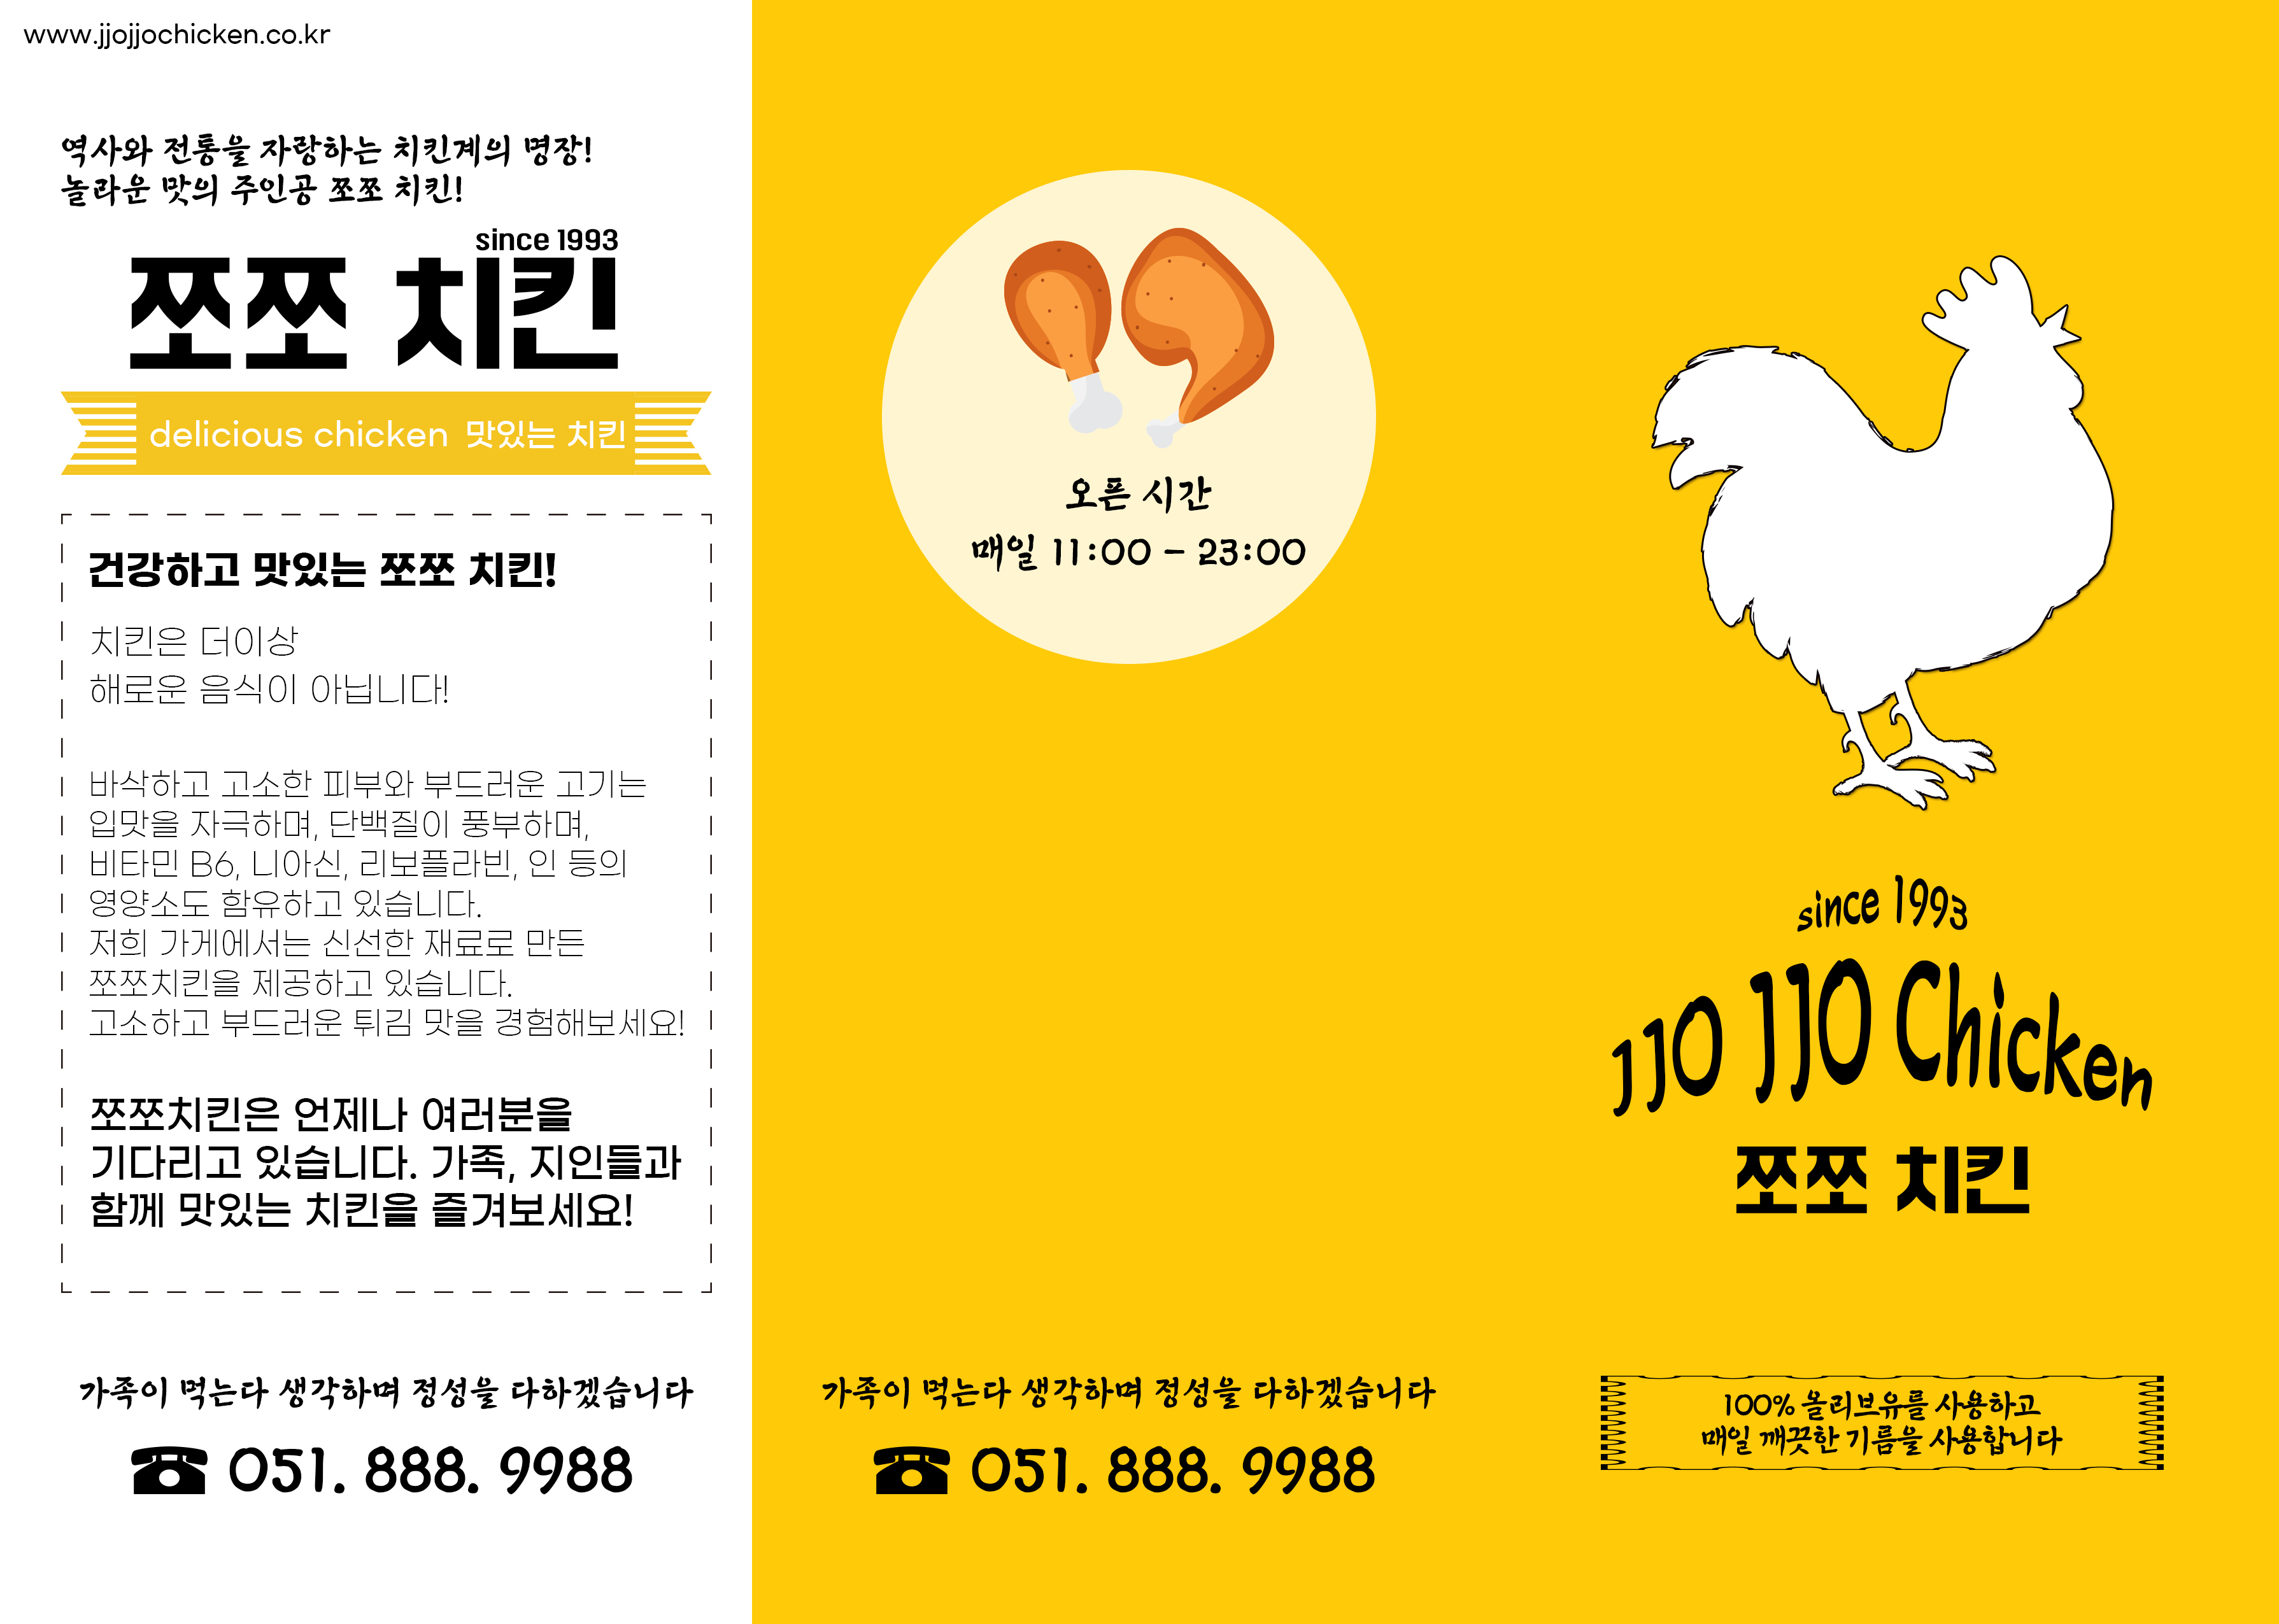 www.jjojjochicken.co.kr
역사와 전통을 자랑하는 치킨계의 명장!
놀라운 맛의 주인공 쪼쪼 치킨!
since 1993
쪼쪼 치킨
delicious chicken 맛있는 치킨
건강하고 맛있는 쪼쪼 치킨!
치킨은 더이상
해로운 음식이 아닙니다!
바삭하고 고소한 피부와 부드러운 고기는
입맛을 자극하며, 단백질이 풍부하며,
비타민 B6, 니아신, 리보플라빈, 인 등의
영양소도 함유하고 있습니다.
저희 가게에서는 신선한 재료로 만든
쪼쪼치킨을 제공하고 있습니다.
고소하고 부드러운 튀김 맛을 경험해보세요!
쪼쪼치킨은 언제나 여러분을
기다리고 있습니다. 가족, 지인들과
함께 맛있는 치킨을 즐겨보세요!
가족이 먹는다 생각하며 정성을 다하겠습니다
051. 888. 9988
오픈 시간
매일 11:00 - 23:00
가족이 먹는다 생각하며 정성을 다하겠습니다
051. 888. 9988
since 1993
JJO JJO Chicken
쪼쪼 치킨
100% 올리브유를 사용하고
매일 깨끗한 기름을 사용합니다